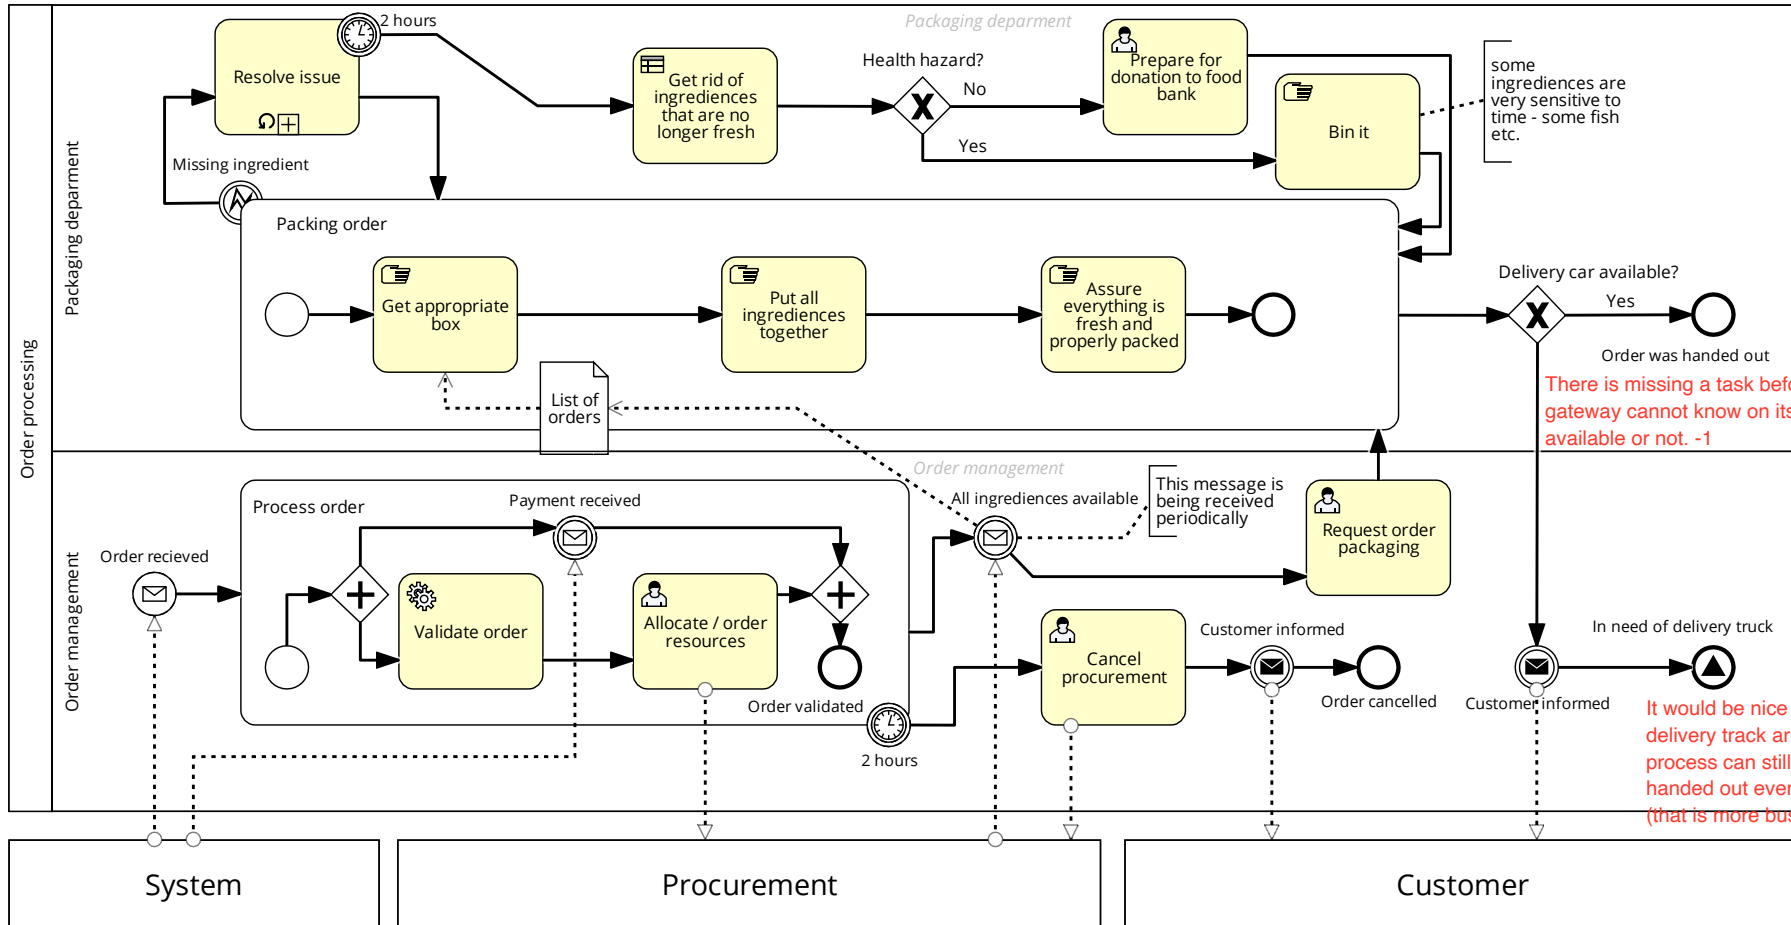 2 hours
Packaging deparment
Resolve issue
Get rid of
ingrediences
that are no
longer fresh
Health hazard?
No
Yes
Prepare for
donation to food
bank
Bin it
some
ingrediences are
very sensitive to
time - some fish
etc.
Missing ingredient
Packaging deparment
Packing order
Get appropriate
box
Put all
ingrediences
together
Assure
everything is
fresh and
properly packed
Delivery car available?
Yes
Order was handed out
There is missing a task befo
gateway cannot know on its
available or not. -1
List of
orders
Order processing
Order management
Order management
Process order
Payment received
All ingrediences available
This message is
being received
periodically
Request order
packaging
Order recieved
Validate order
Allocate / order
resources
Order validated
2 hours
Cancel
procurement
Customer informed
Order cancelled
In need of delivery truck
Customer informed
It would be nice
delivery track ar
process can still
handed out ever
(that is more bus
System
Procurement
Customer